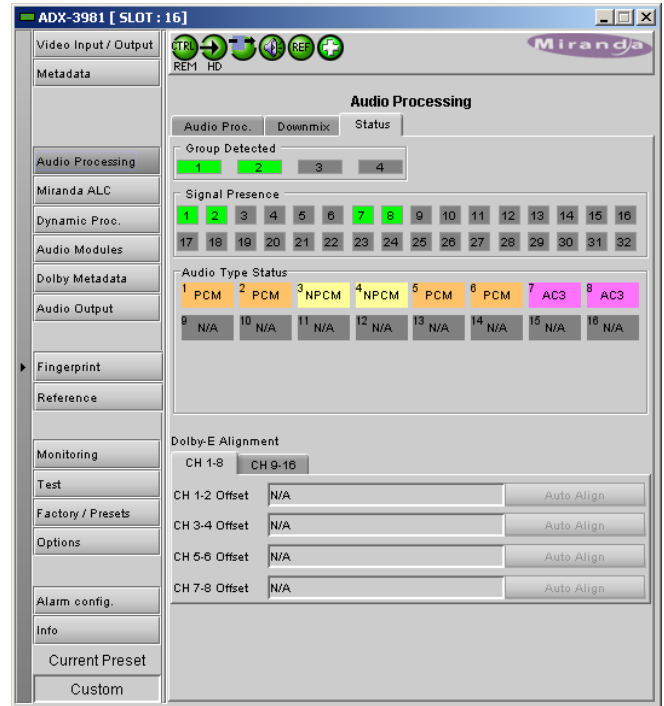 ADX-3981 [ SLOT : 16]
Video Input / Output
Metadata
Audio Processing
Miranda ALC
Dynamic Proc.
Audio Modules
Dolby Metadata
Audio Output
Fingerprint
Reference
Monitoring
Test
Factory / Presets
Options
Alarm config.
Info
Current Preset
Custom
CTRL REF
REM HD
Miranda
Audio Processing
Audio Proc. Downmix Status
Group Detected
1 2 3 4
Signal Presence
1 2 3 4 5 6 7 8 9 10 11 12 13 14 15 16
17 18 19 20 21 22 23 24 25 26 27 28 29 30 31 32
Audio Type Status
1 PCM 2 PCM 3 NPCM 4 NPCM 5 PCM 6 PCM 7 AC3 8 AC3
9 N/A 10 N/A 11 N/A 12 N/A 13 N/A 14 N/A 15 N/A 16 N/A
Dolby-E Alignment
CH 1-8 CH 9-16
CH 1-2 Offset N/A Auto Align
CH 3-4 Offset N/A Auto Align
CH 5-6 Offset N/A Auto Align
CH 7-8 Offset N/A Auto Align